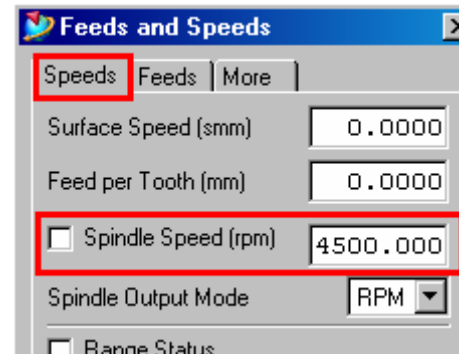 Feeds and Speeds
Speeds Feeds More
Surface Speed (smm) 0.0000
Feed per Tooth (mm) 0.0000
Spindle Speed (rpm) 4500.000
Spindle Output Mode RPM
Range Status